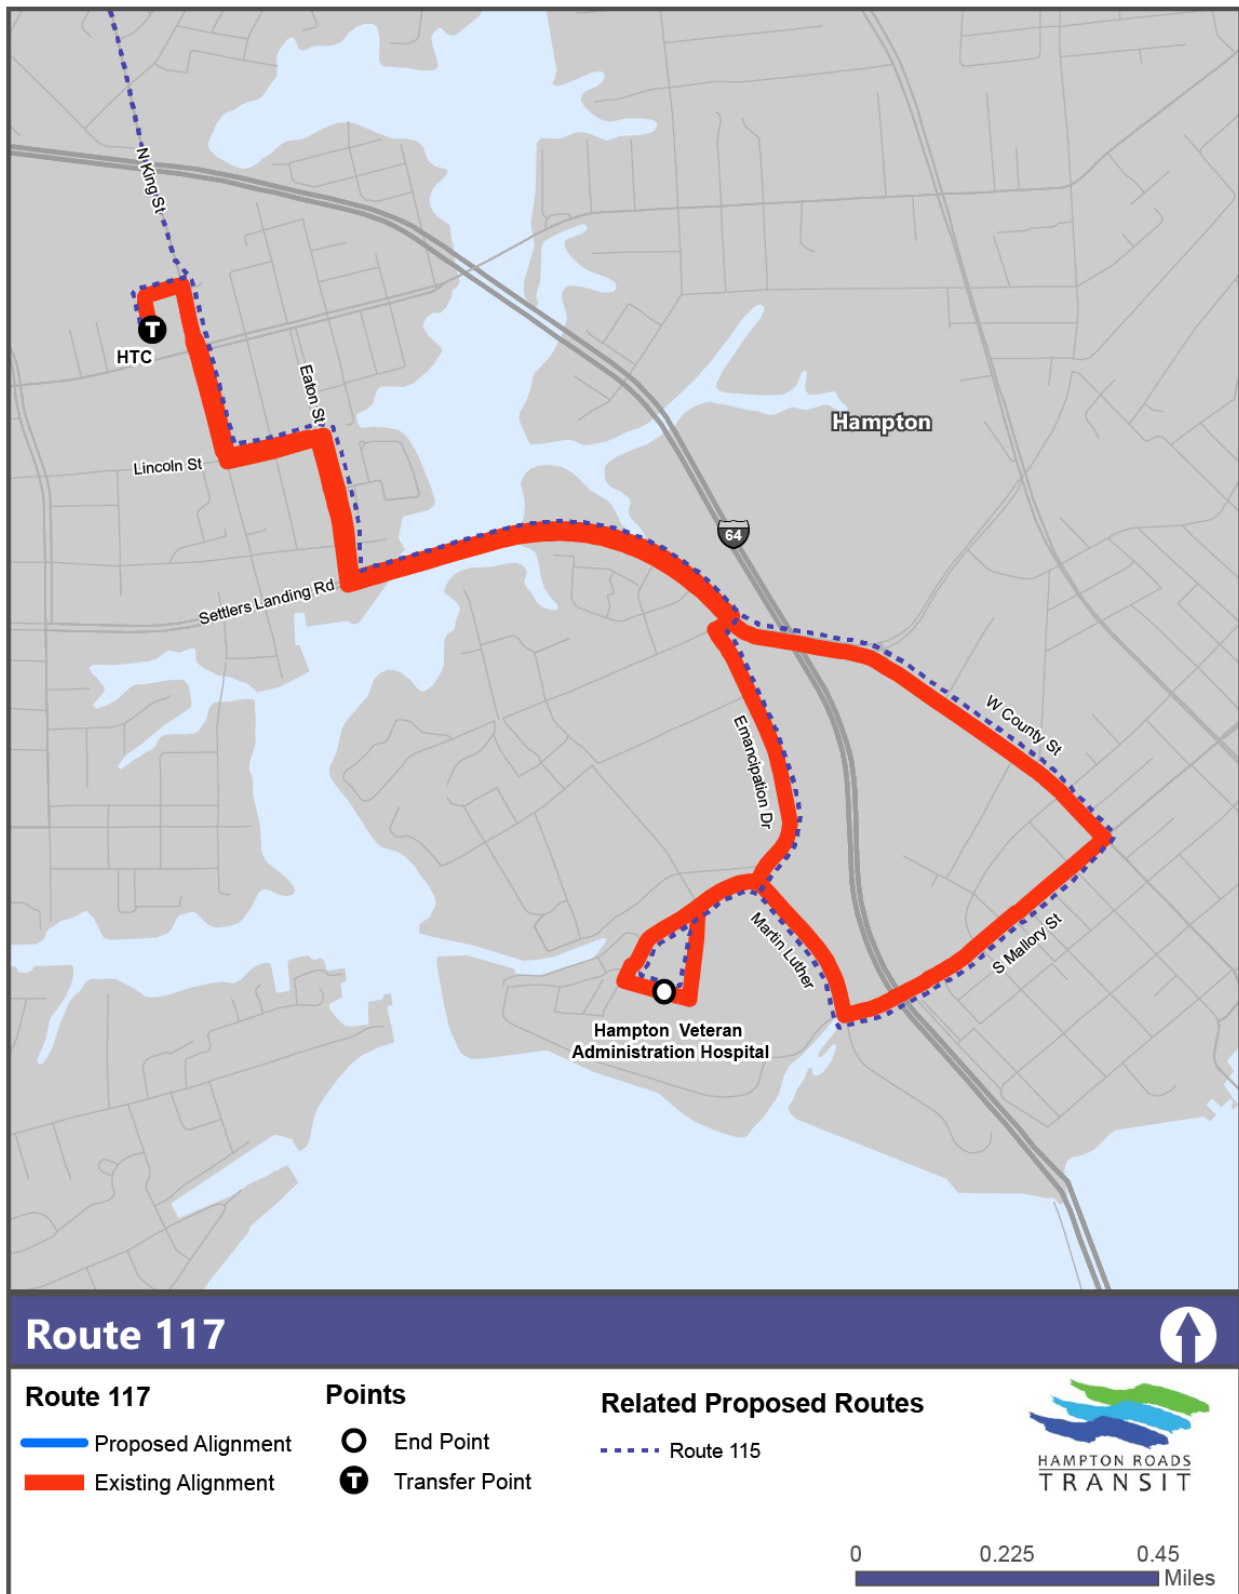 N King St
HTC
Eaton St
Lincoln St
Hampton
64
Settlers Landing Rd
W County St
Emancipation Dr
Martin Luther
S Mallory St
Hampton Veteran
Administration Hospital
Route 117
Route 117
Proposed Alignment
Existing Alignment
Points
End Point
T Transfer Point
Related Proposed Routes
Route 115
HAMPTON ROADS
TRANSIT
0 0.225 0.45
Miles
T